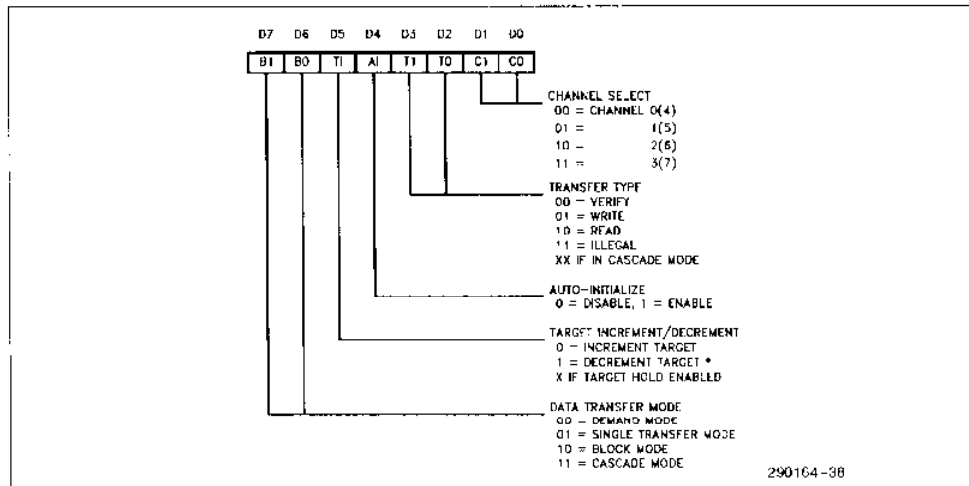 D7 D6 D5 D4 D3 D2 D1 D0
B1 B0 TI AI T1 T0 C1 C0
CHANNEL SELECT
00 = CHANNEL 0(4)
01 = 1(5)
10 = 2(6)
11 = 3(7)
TRANSFER TYPE
00 = VERIFY
01 = WRITE
10 = READ
11 = ILLEGAL
XX IF IN CASCADE MODE
AUTO-INITIALIZE
0 = DISABLE, 1 = ENABLE
TARGET INCREMENT/DECREMENT
0 = INCREMENT TARGET
1 = DECREMENT TARGET *
X IF TARGET HOLD ENABLED
DATA TRANSFER MODE
00 = DEMAND MODE
01 = SINGLE TRANSFER MODE
10 = BLOCK MODE
11 = CASCADE MODE
290164-38